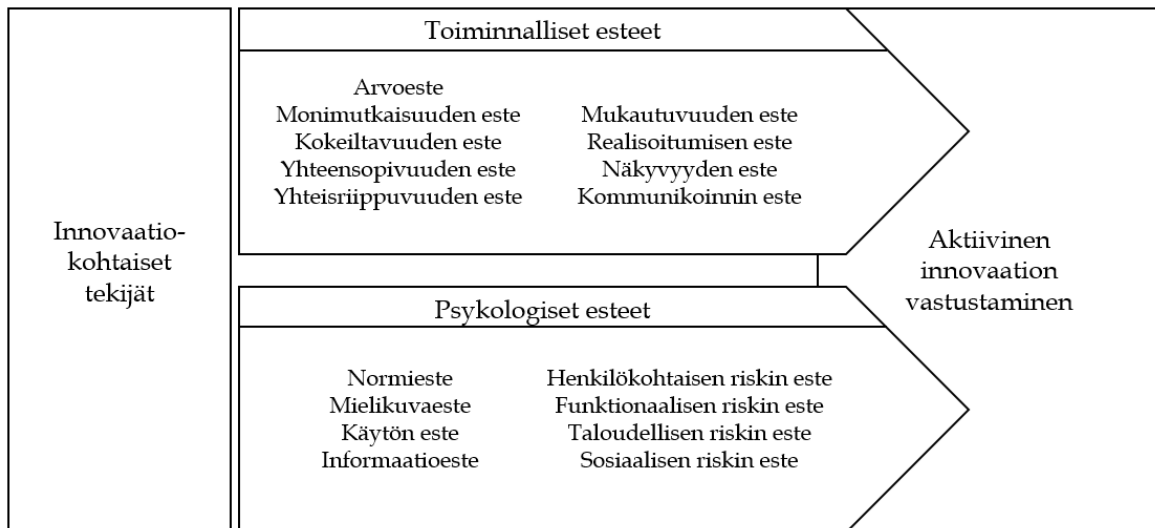 Innovaatio-
kohtaiset
tekijät
Toiminnalliset esteet
Arvoeste
Monimutkaisuuden este
Kokeiltavuuden este
Yhteensopivuuden este
Yhteisriippuvuuden este
Mukautuvuuden este
Realisoitumisen este
Näkyvyyden este
Kommunikoinnin este
Psykologiset esteet
Normieste
Mielikuvaeste
Käytön este
Informaatioeste
Henkilökohtaisen riskin este
Funktionaalisen riskin este
Taloudellisen riskin este
Sosiaalisen riskin este
Aktiivinen
innovaation
vastustaminen